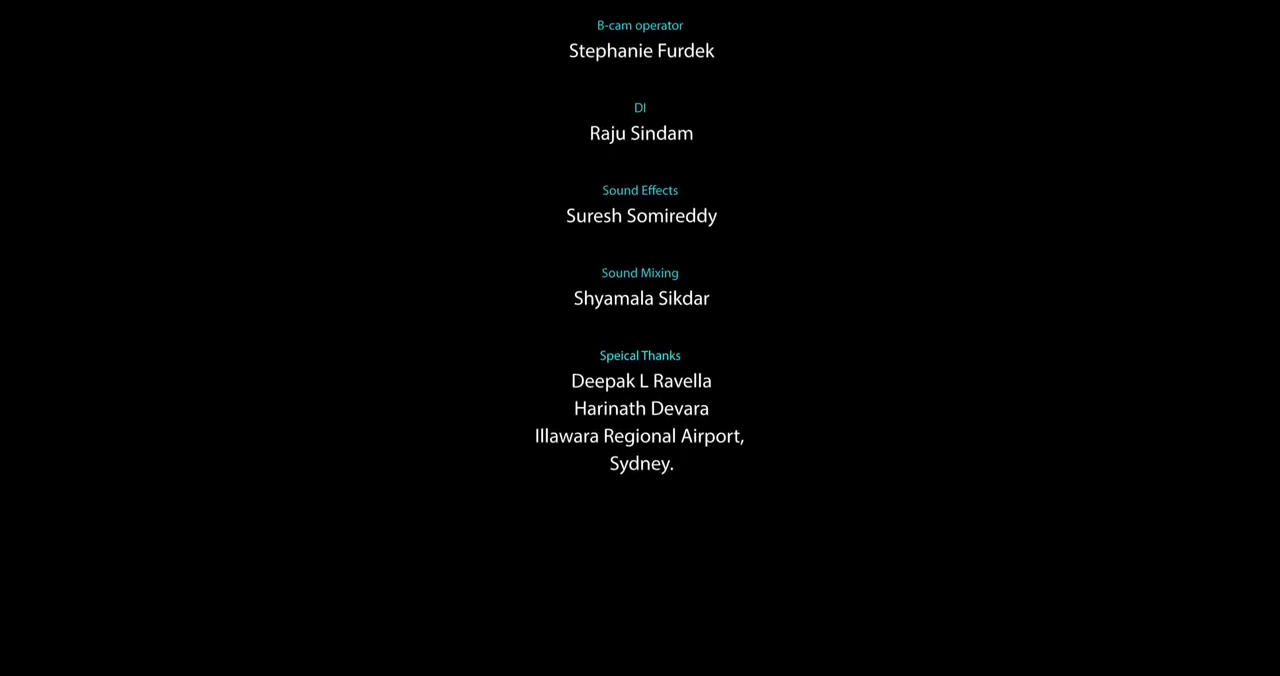 B-cam operator
Stephanie Furdek
DI
Raju Sindam
Sound Effects
Suresh Somireddy
Sound Mixing
Shyamala Sikdar
Speical Thanks
Deepak L Ravella
Harinath Devara
Illawara Regional Airport,
Sydney.